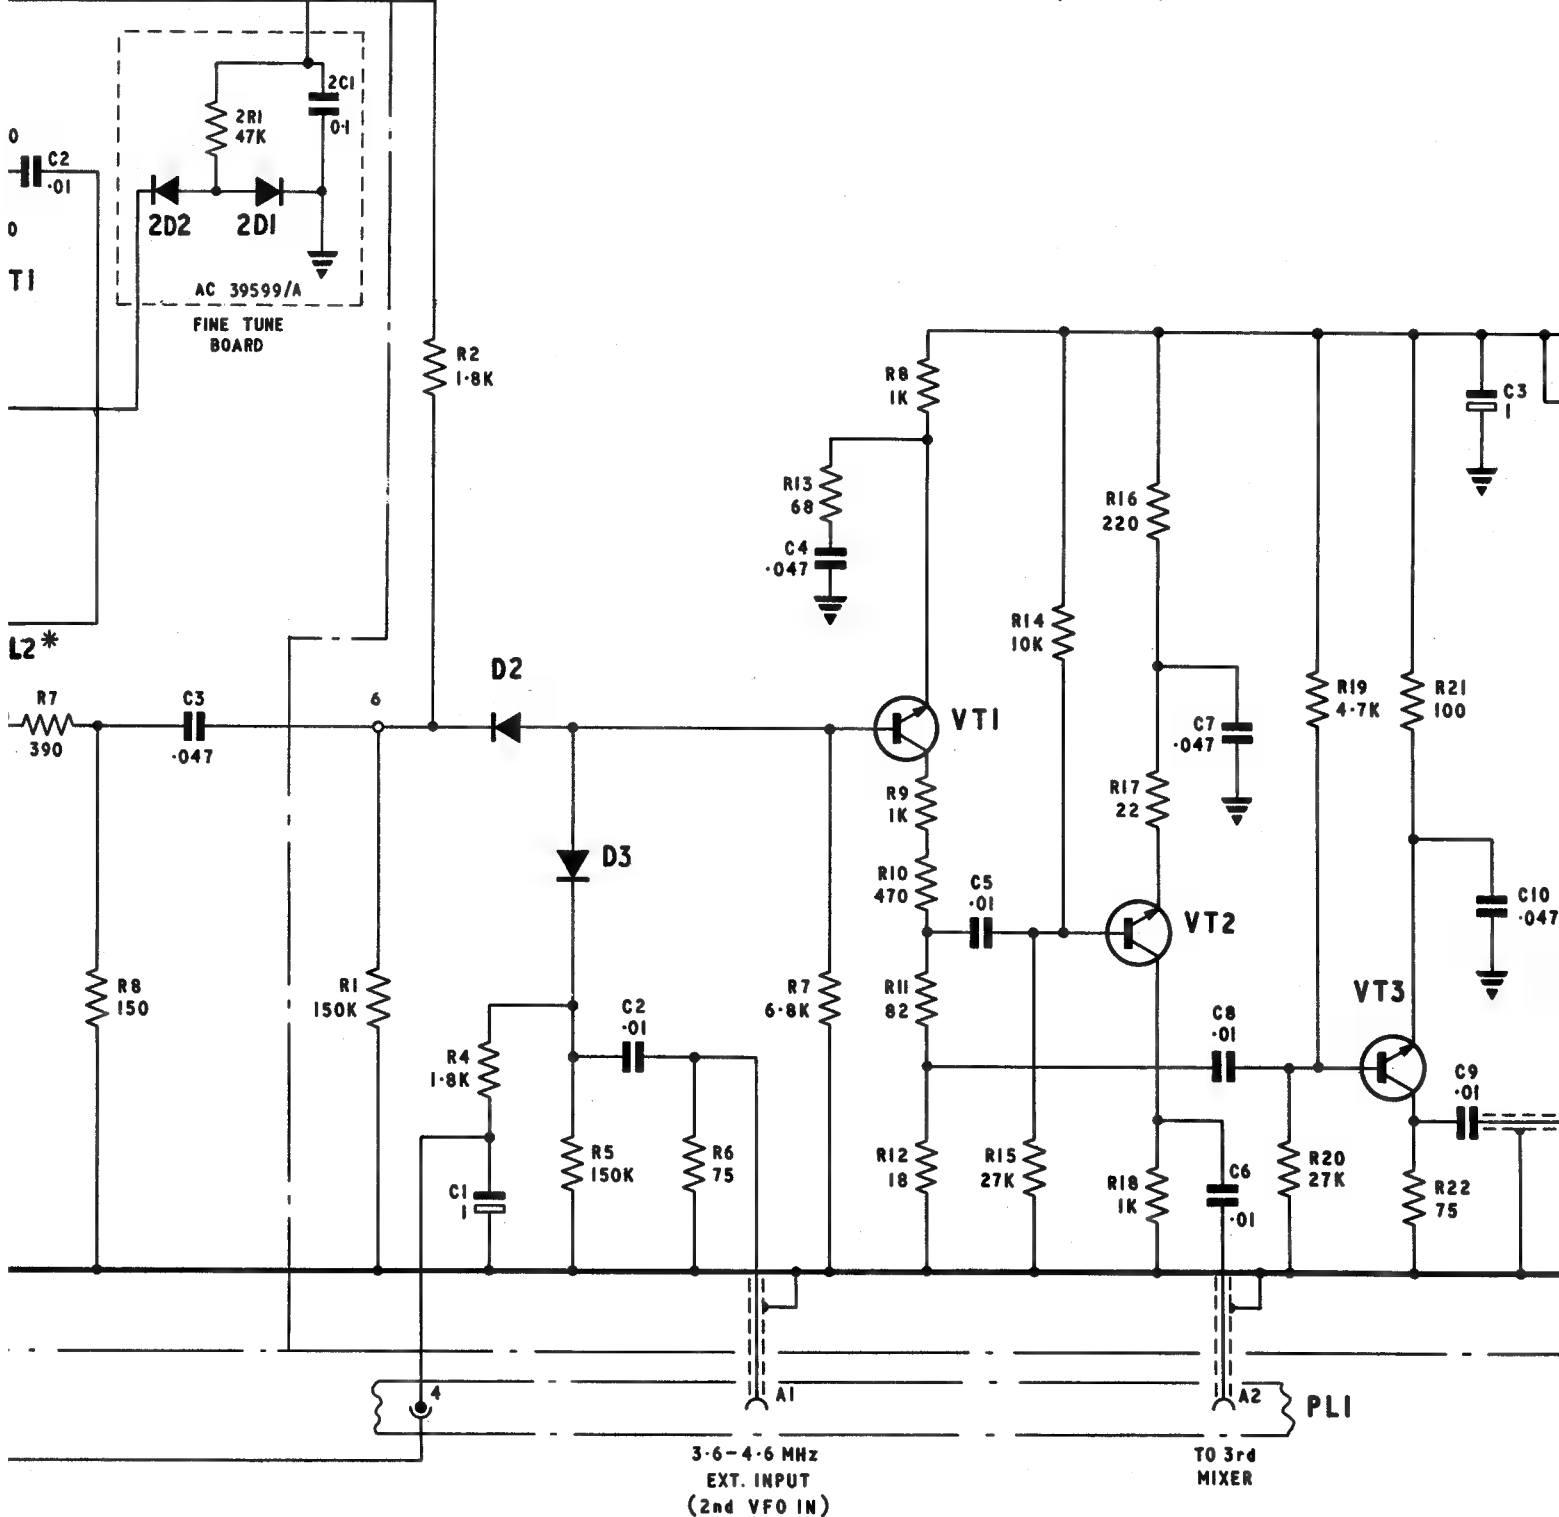 2C1
0·1
2R1
47K
0
C2
·01
0
2D2
2D1
T1
AC 39599/A
FINE TUNE
BOARD
R2
1·8K
R8
1K
C3
1
R13
68
R16
220
C4
·047
R14
10K
L2*
D2
R7
390
C3
·047
6
VT1
C7
·047
R19
4·7K
R21
100
R9
1K
R17
22
D3
R10
470
C5
·01
VT2
C10
·047
R8
150
R1
150K
C2
·01
R7
6·8K
R11
82
C8
·01
VT3
R4
1·8K
C9
·01
R5
150K
R6
75
R12
18
R15
27K
R18
1K
C6
·01
R20
27K
R22
75
C1
1
4
A1
A2
PL1
3·6–4·6 MHz
EXT. INPUT
(2nd VFO IN)
TO 3rd
MIXER